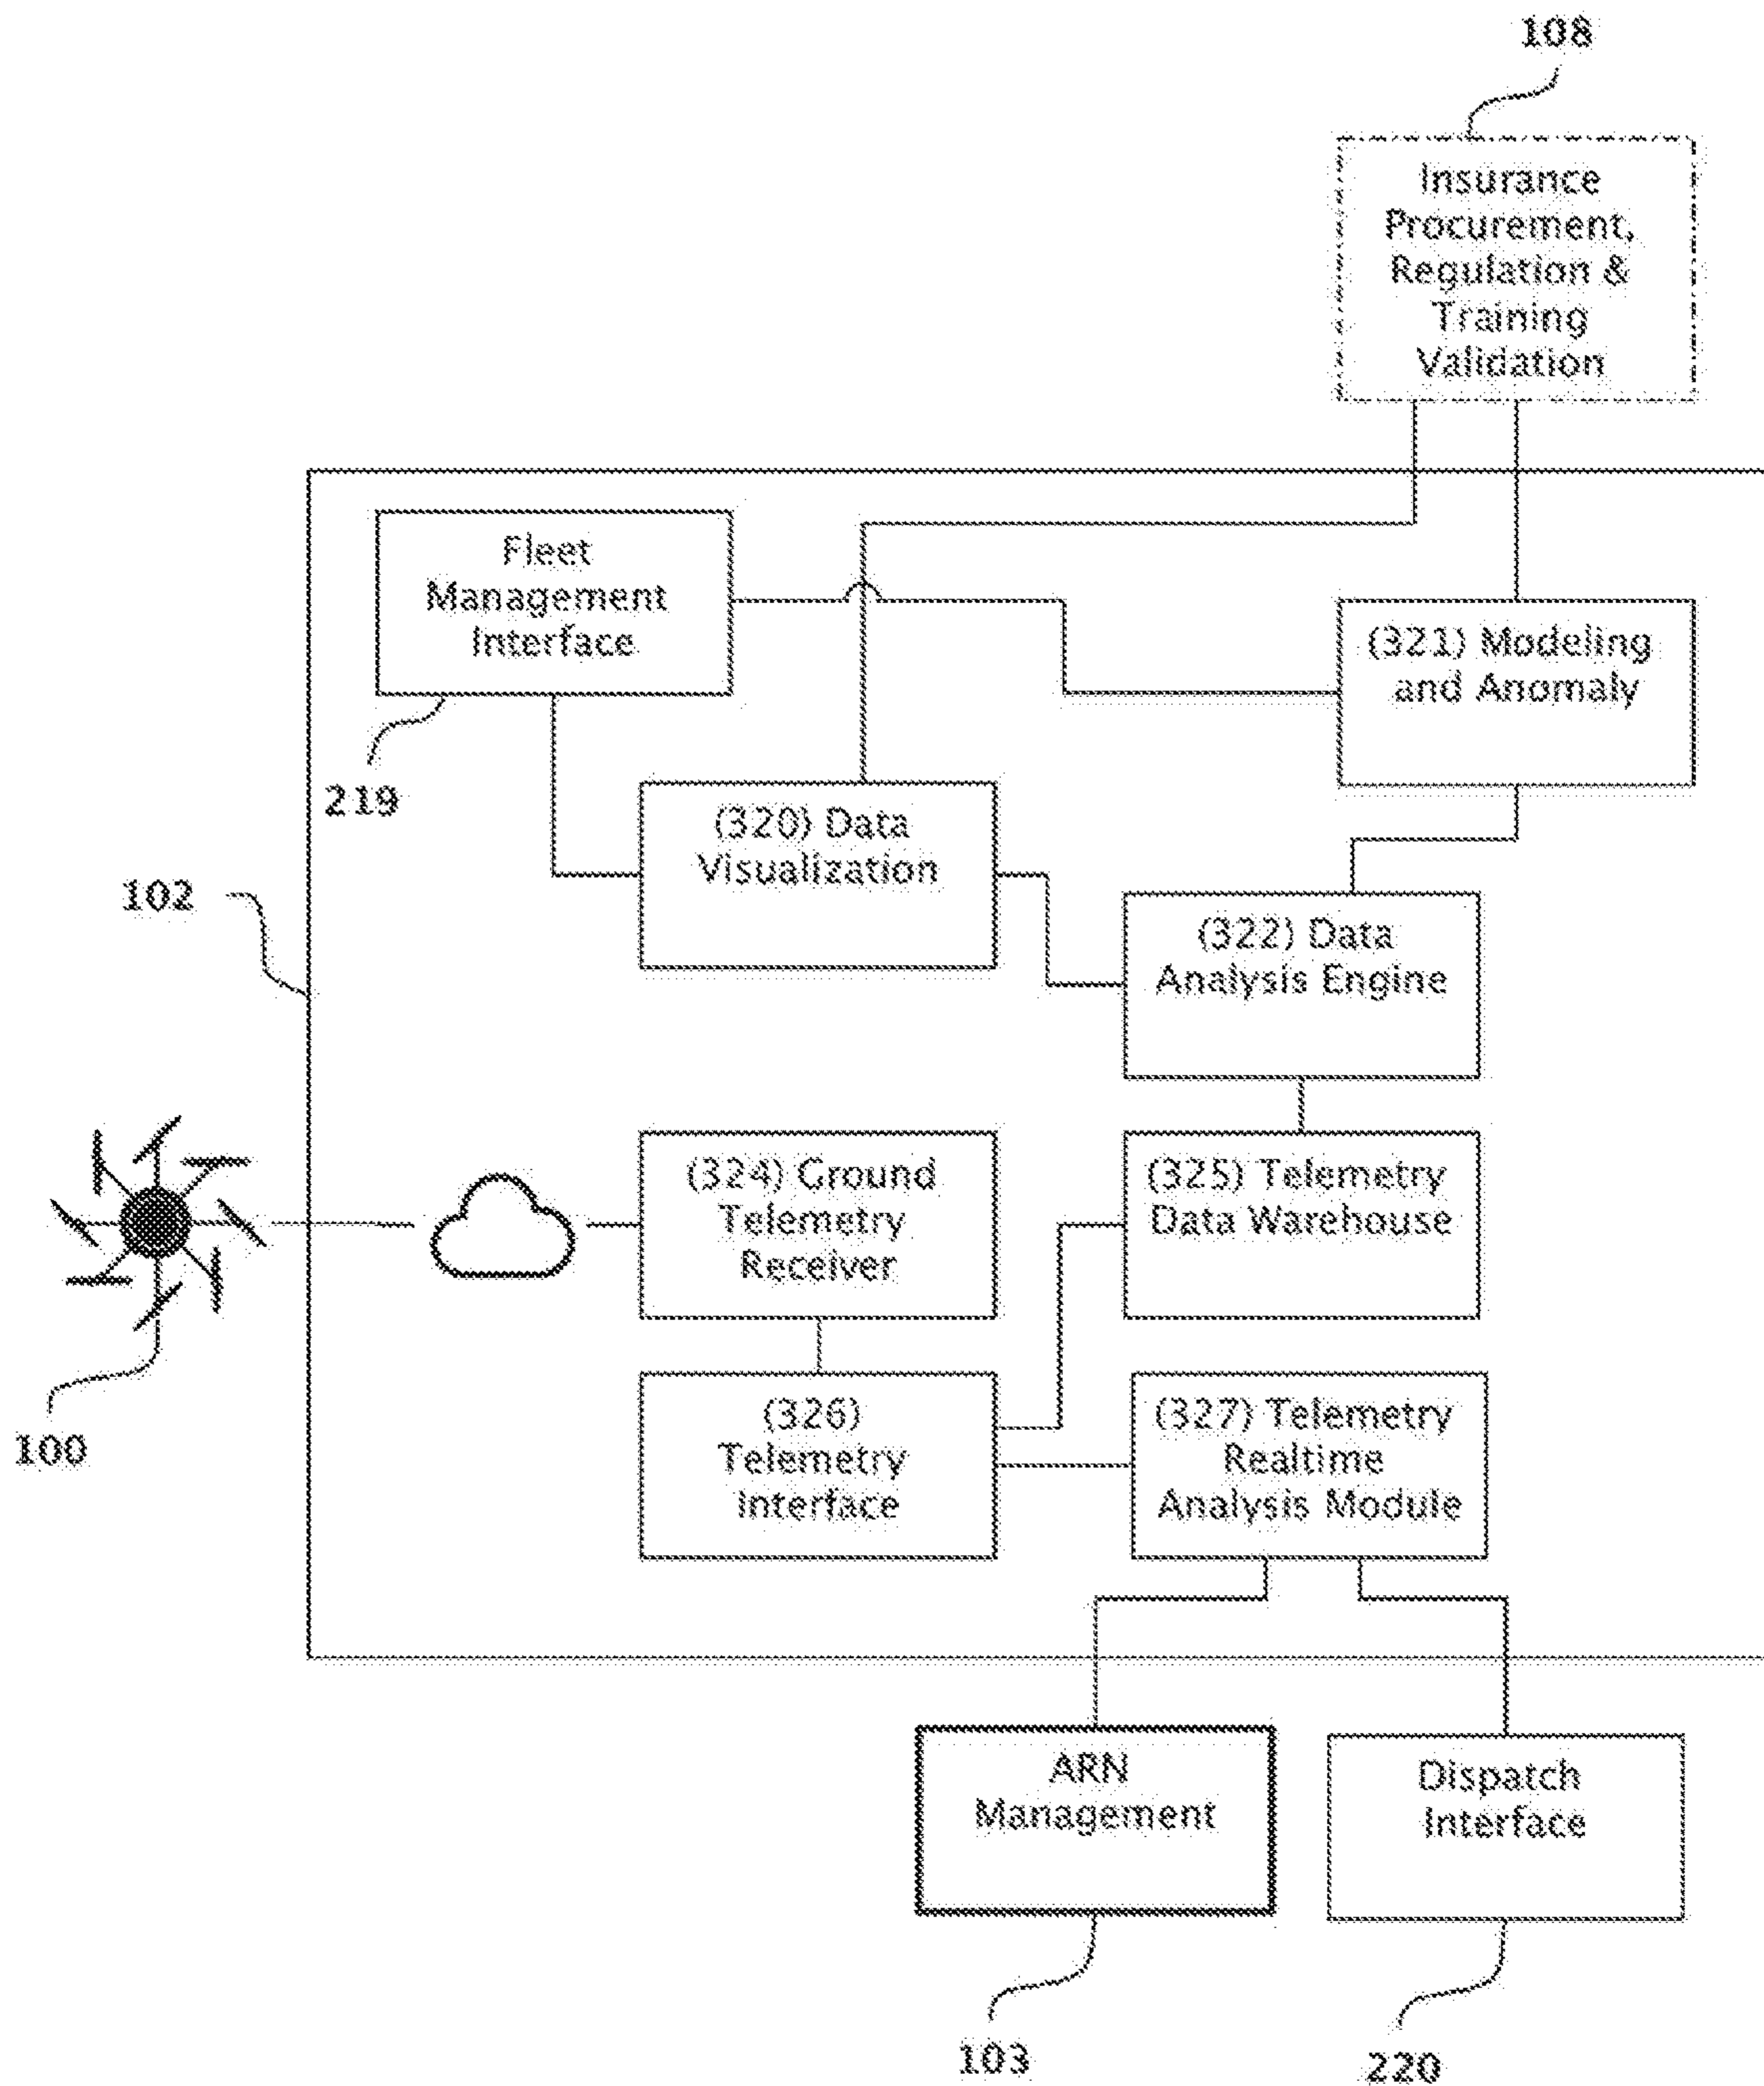 108
Insurance
Procurement,
Regulation &
Training
Validation
Fleet
Management
Interface
219
(321) Modeling
and Anomaly
(320) Data
Visualization
102
(322) Data
Analysis Engine
(324) Ground
Telemetry
Receiver
(325) Telemetry
Data Warehouse
100
(326)
Telemetry
Interface
(327) Telemetry
Realtime
Analysis Module
ARN
Management
Dispatch
Interface
103
220